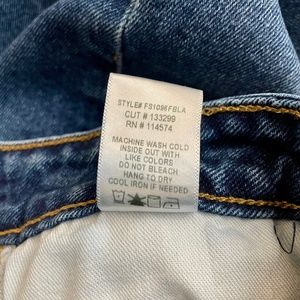 STYLE# FS1096FBLA
CUT # 133299
RN # 114574
MACHINE WASH COLD
INSIDE OUT WITH
LIKE COLORS
DO NOT BLEACH
HANG TO DRY
COOL IRON IF NEEDED